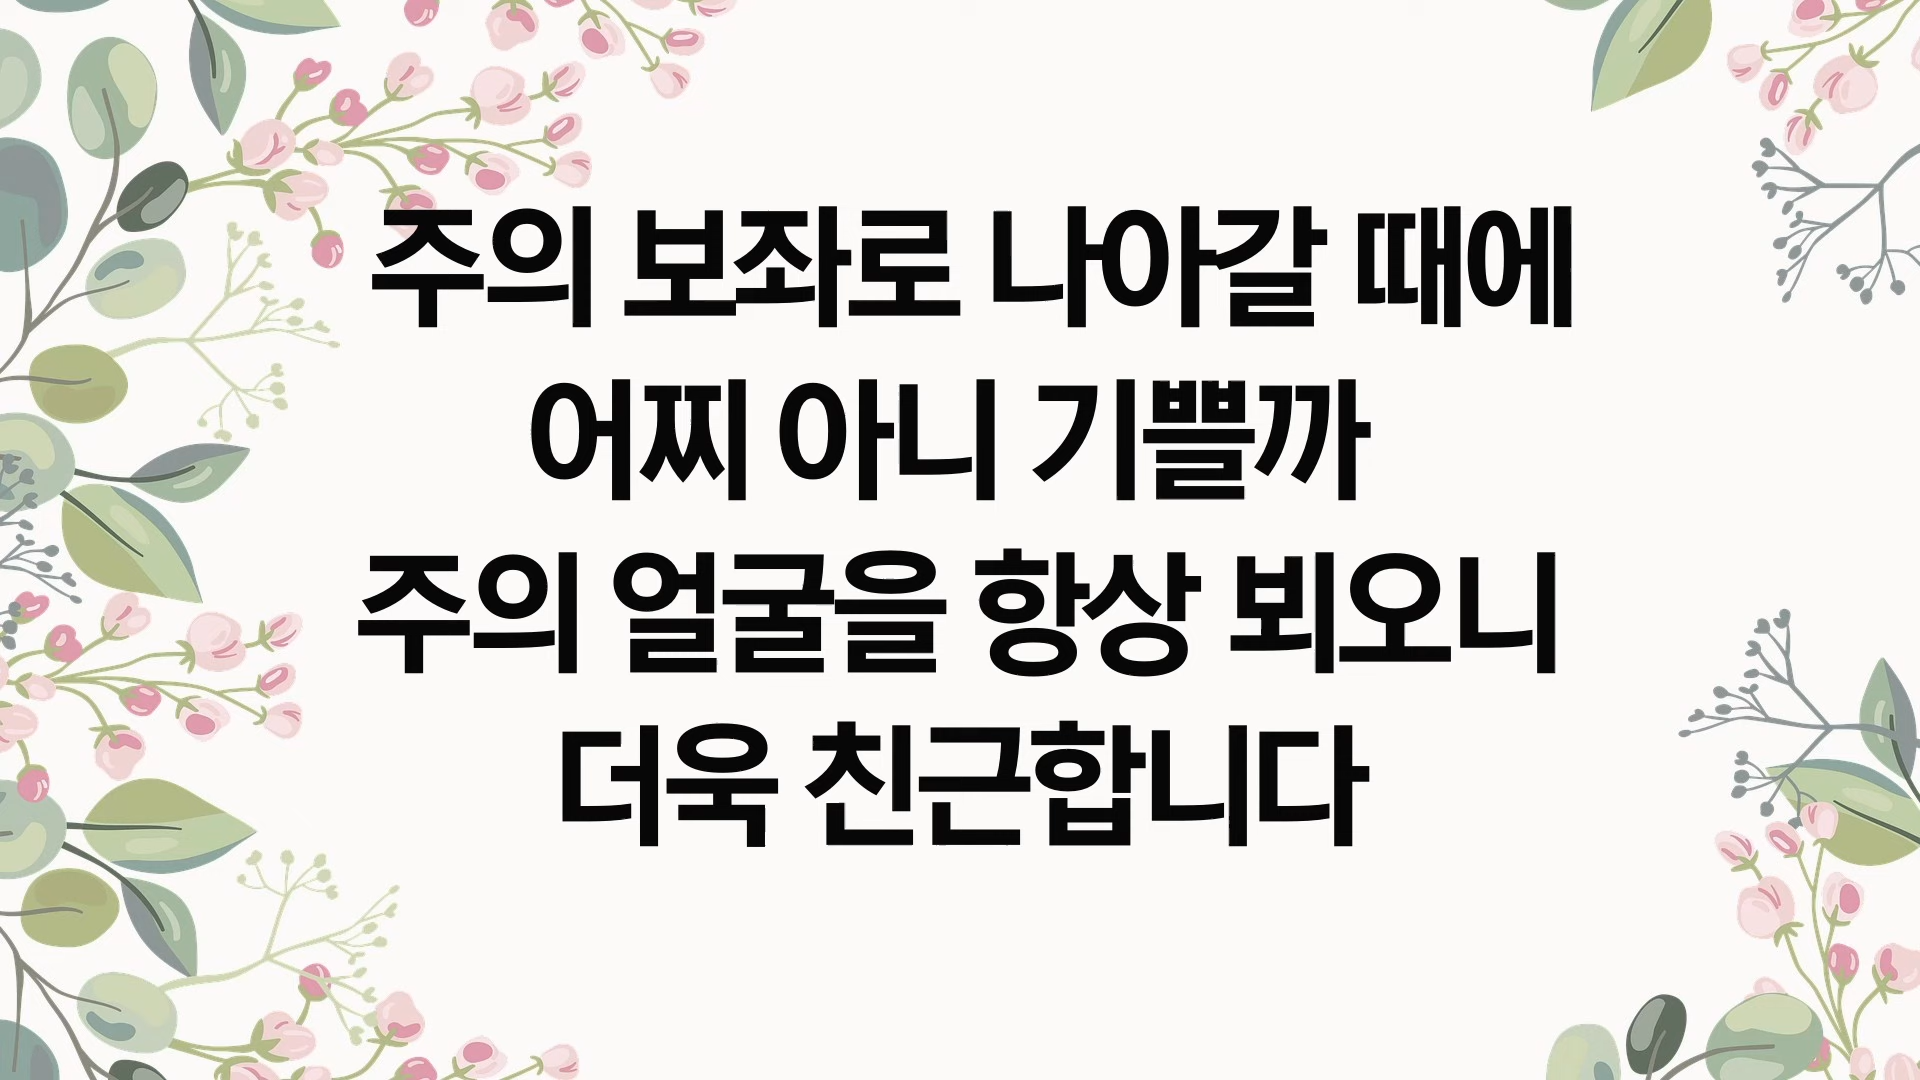 주의 보좌로 나아갈 때에
어찌 아니 기쁠까
주의 얼굴을 항상 뵈오니
더욱 친근합니다